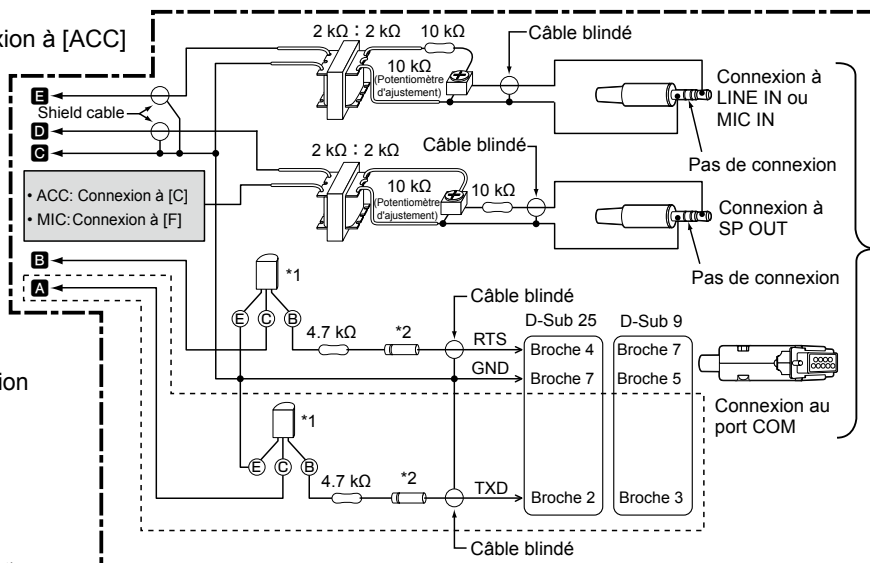 xion à [ACC]
2 kΩ : 2 kΩ
10 kΩ
Câble blindé
10 kΩ
(Potentiomètre
d'ajustement)
Connexion à
LINE IN ou
MIC IN
Pas de connexion
E
Shield cable
D
C
2 kΩ : 2 kΩ
Câble blindé
10 kΩ
(Potentiomètre
d'ajustement)
10 kΩ
Connexion à
SP OUT
Pas de connexion
• ACC: Connexion à [C]
• MIC: Connexion à [F]
B
A
*1
E
C
B
4.7 kΩ
*2
Câble blindé
RTS
GND
D-Sub 25
D-Sub 9
Broche 4
Broche 7
Broche 7
Broche 5
Connexion au
port COM
ion
*1
E
C
B
4.7 kΩ
*2
TXD
Broche 2
Broche 3
Câble blindé